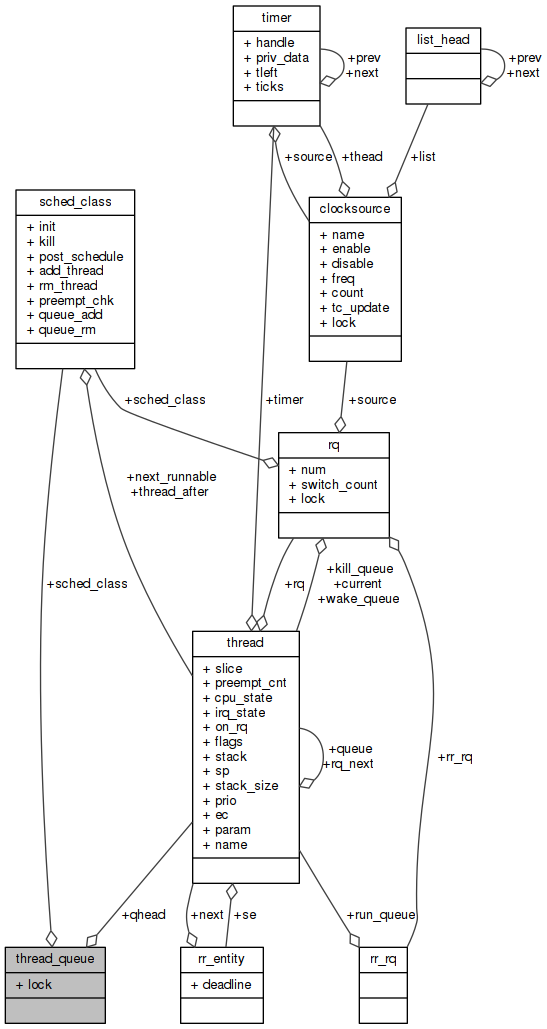 timer
+ handle
+ priv_data
+ tleft
+ ticks
+prev
+next
list_head
+prev
+next
+source
+thead
+list
sched_class
+ init
+ kill
+ post_schedule
+ add_thread
+ rm_thread
+ preempt_chk
+ queue_add
+ queue_rm
clocksource
+ name
+ enable
+ disable
+ freq
+ count
+ tc_update
+ lock
+sched_class
+timer
+source
rq
+ num
+ switch_count
+ lock
+next_runnable
+thread_after
+sched_class
+rq
+kill_queue
+current
+wake_queue
thread
+ slice
+ preempt_cnt
+ cpu_state
+ irq_state
+ on_rq
+ flags
+ stack
+ sp
+ stack_size
+ prio
+ ec
+ param
+ name
+queue
+rq_next
+rr_rq
+qhead
+next
+se
+run_queue
thread_queue
+ lock
rr_entity
+ deadline
rr_rq